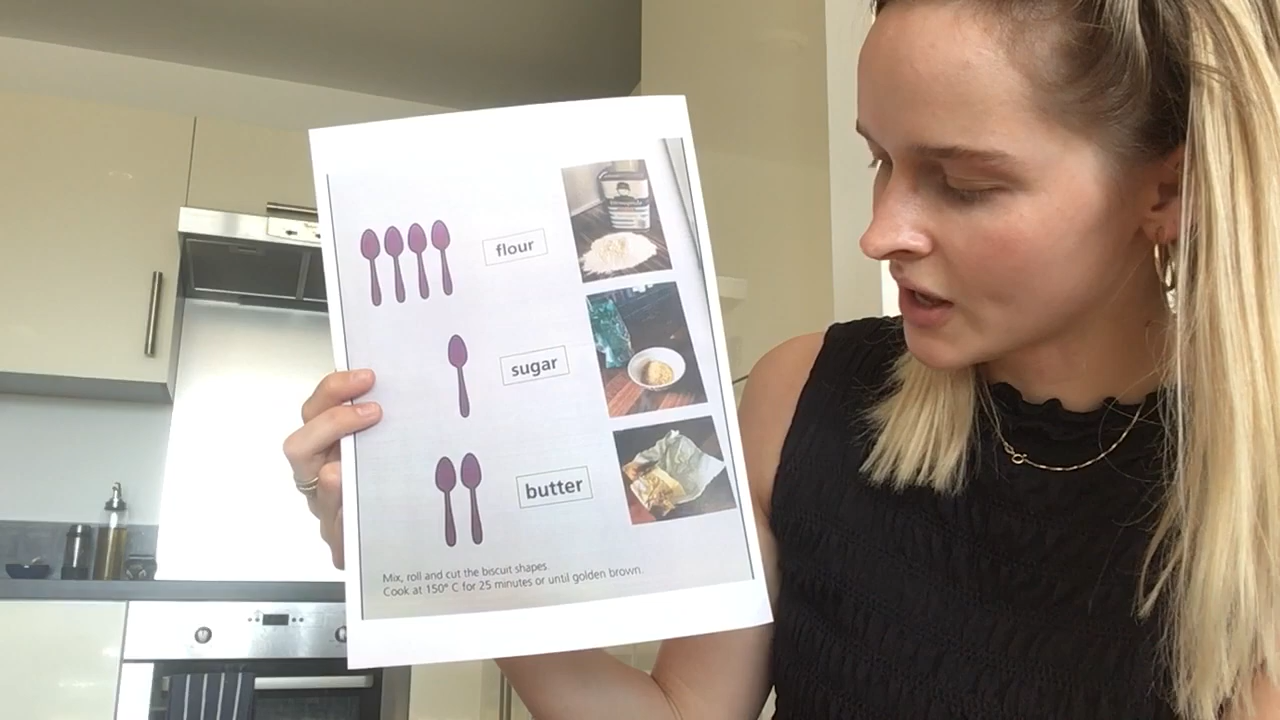 flour
sugar
butter
Mix, roll and cut the biscuit shapes.
Cook at 150° C for 25 minutes or until golden brown.